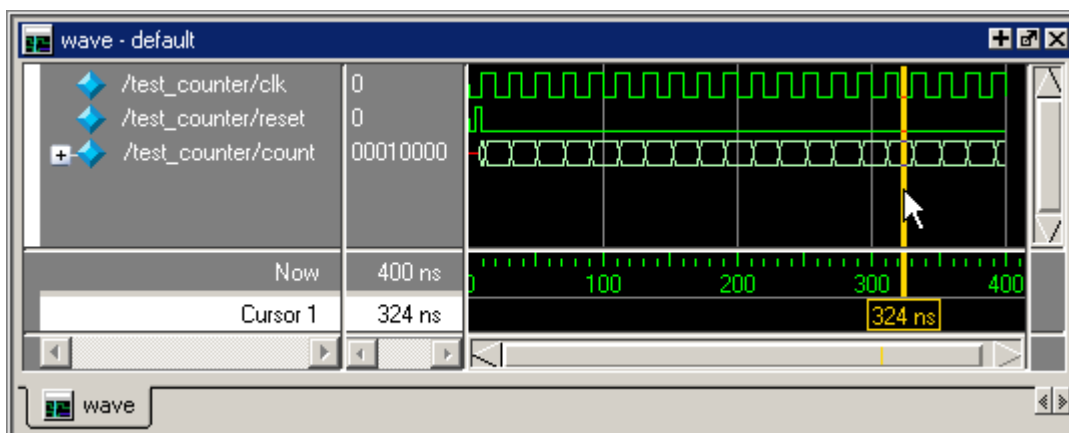 wave - default
/test_counter/clk 0
/test_counter/reset 0
/test_counter/count 00010000
Now 400 ns 0 100 200 300 400
Cursor 1 324 ns 324 ns
wave